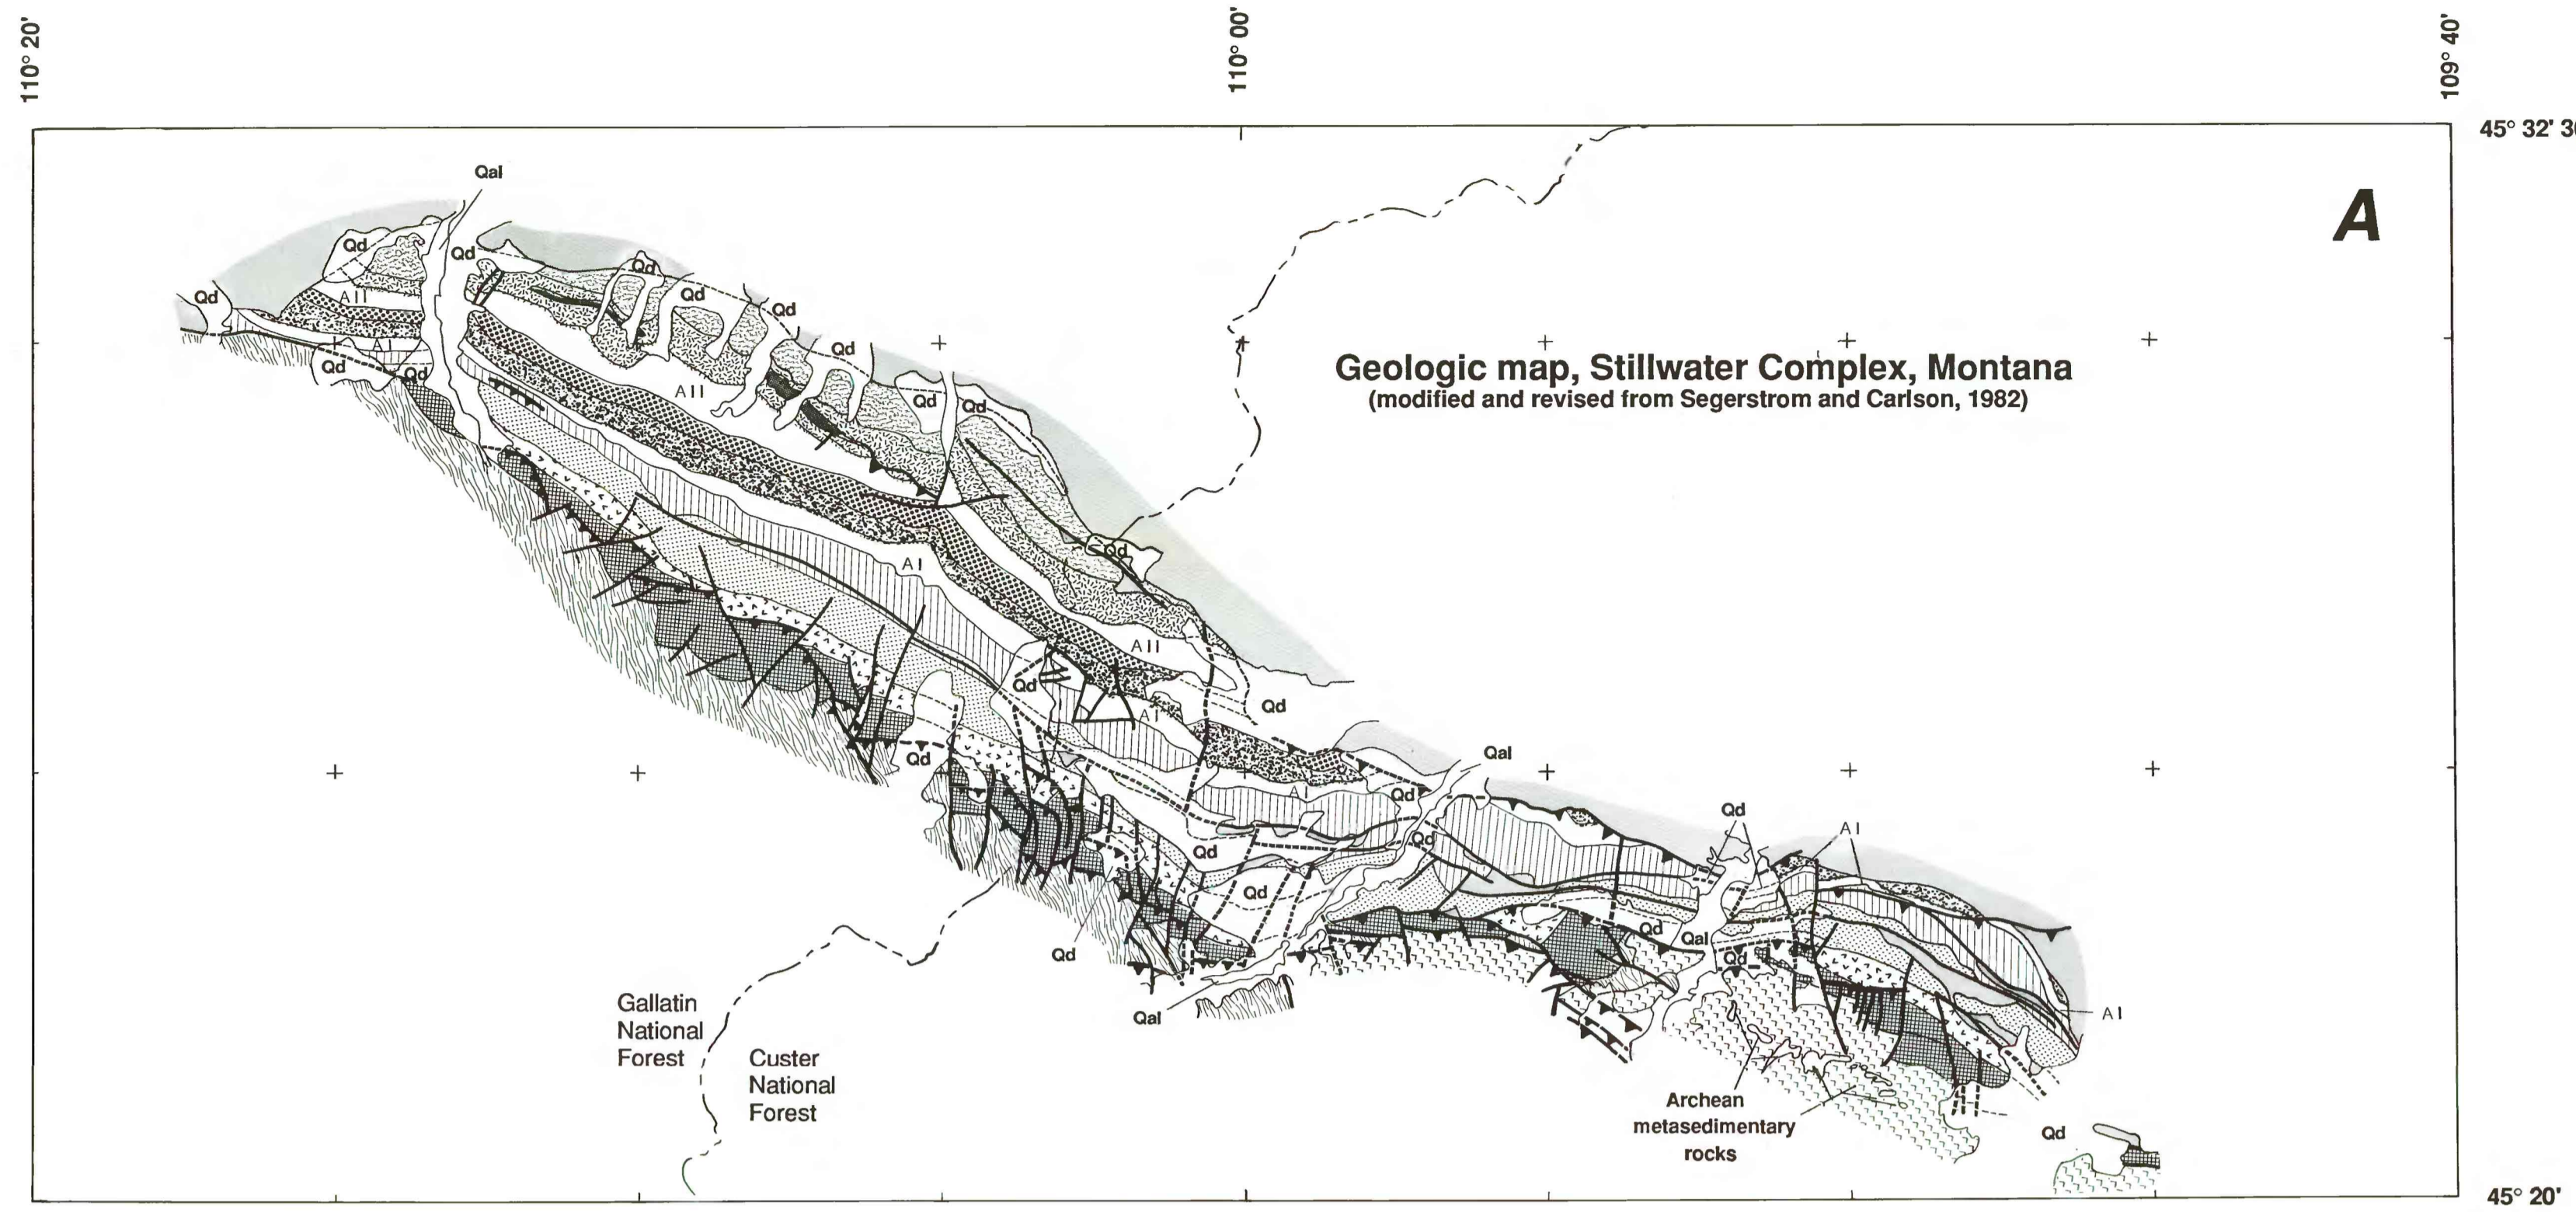 110° 20'
110° 00'
109° 40'
45° 32' 3
A
Qal
Qd
Qd
Qd
Qd
Qd
Qd
AII
AI
Qd
Qd
Qd
Qd
Qd
AII
Geologic map, Stillwater Complex, Montana
(modified and revised from Segerstrom and Carlson, 1982)
Qd
AI
AII
Qd
Qd
AI
Qd
Qal
AI
Qd
Qd
AI
Qd
Qd
Qd
Qd
Qal
Qd
Qd
Qal
AI
Gallatin
National
Forest
Custer
National
Forest
Archean
metasedimentary
rocks
Qd
45° 20'